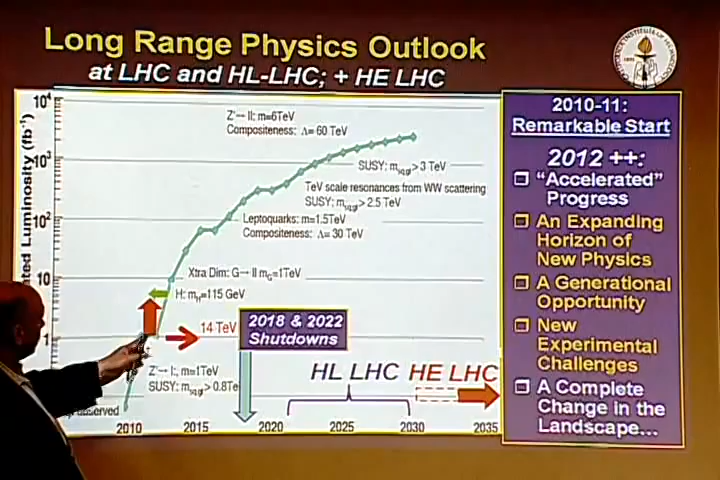 Long Range Physics Outlook
at LHC and HL-LHC; + HE LHC
10⁴
10³
10²
10
1
Luminosity (fb⁻¹)
Z'→ ll: m=6TeV
Compositeness: Λ= 60 TeV
SUSY: m > 3 TeV
TeV scale resonances from WW scattering
SUSY: m > 2.5 TeV
Leptoquarks: m=1.5TeV
Compositeness: Λ= 30 TeV
Xtra Dim: G→ ll m_G=1TeV
H: m_H=115 GeV
14 TeV
2018 & 2022
Shutdowns
Z'→ l: m=1TeV
SUSY: m > 0.8Te
HL LHC
HE LHC
2010 2015 2020 2025 2030 2035
2010-11:
Remarkable Start
2012 ++:
❐ “Accelerated”
Progress
❐ An Expanding
Horizon of
New Physics
❐ A Generational
Opportunity
❐ New
Experimental
Challenges
❐ A Complete
Change in the
Landscape…